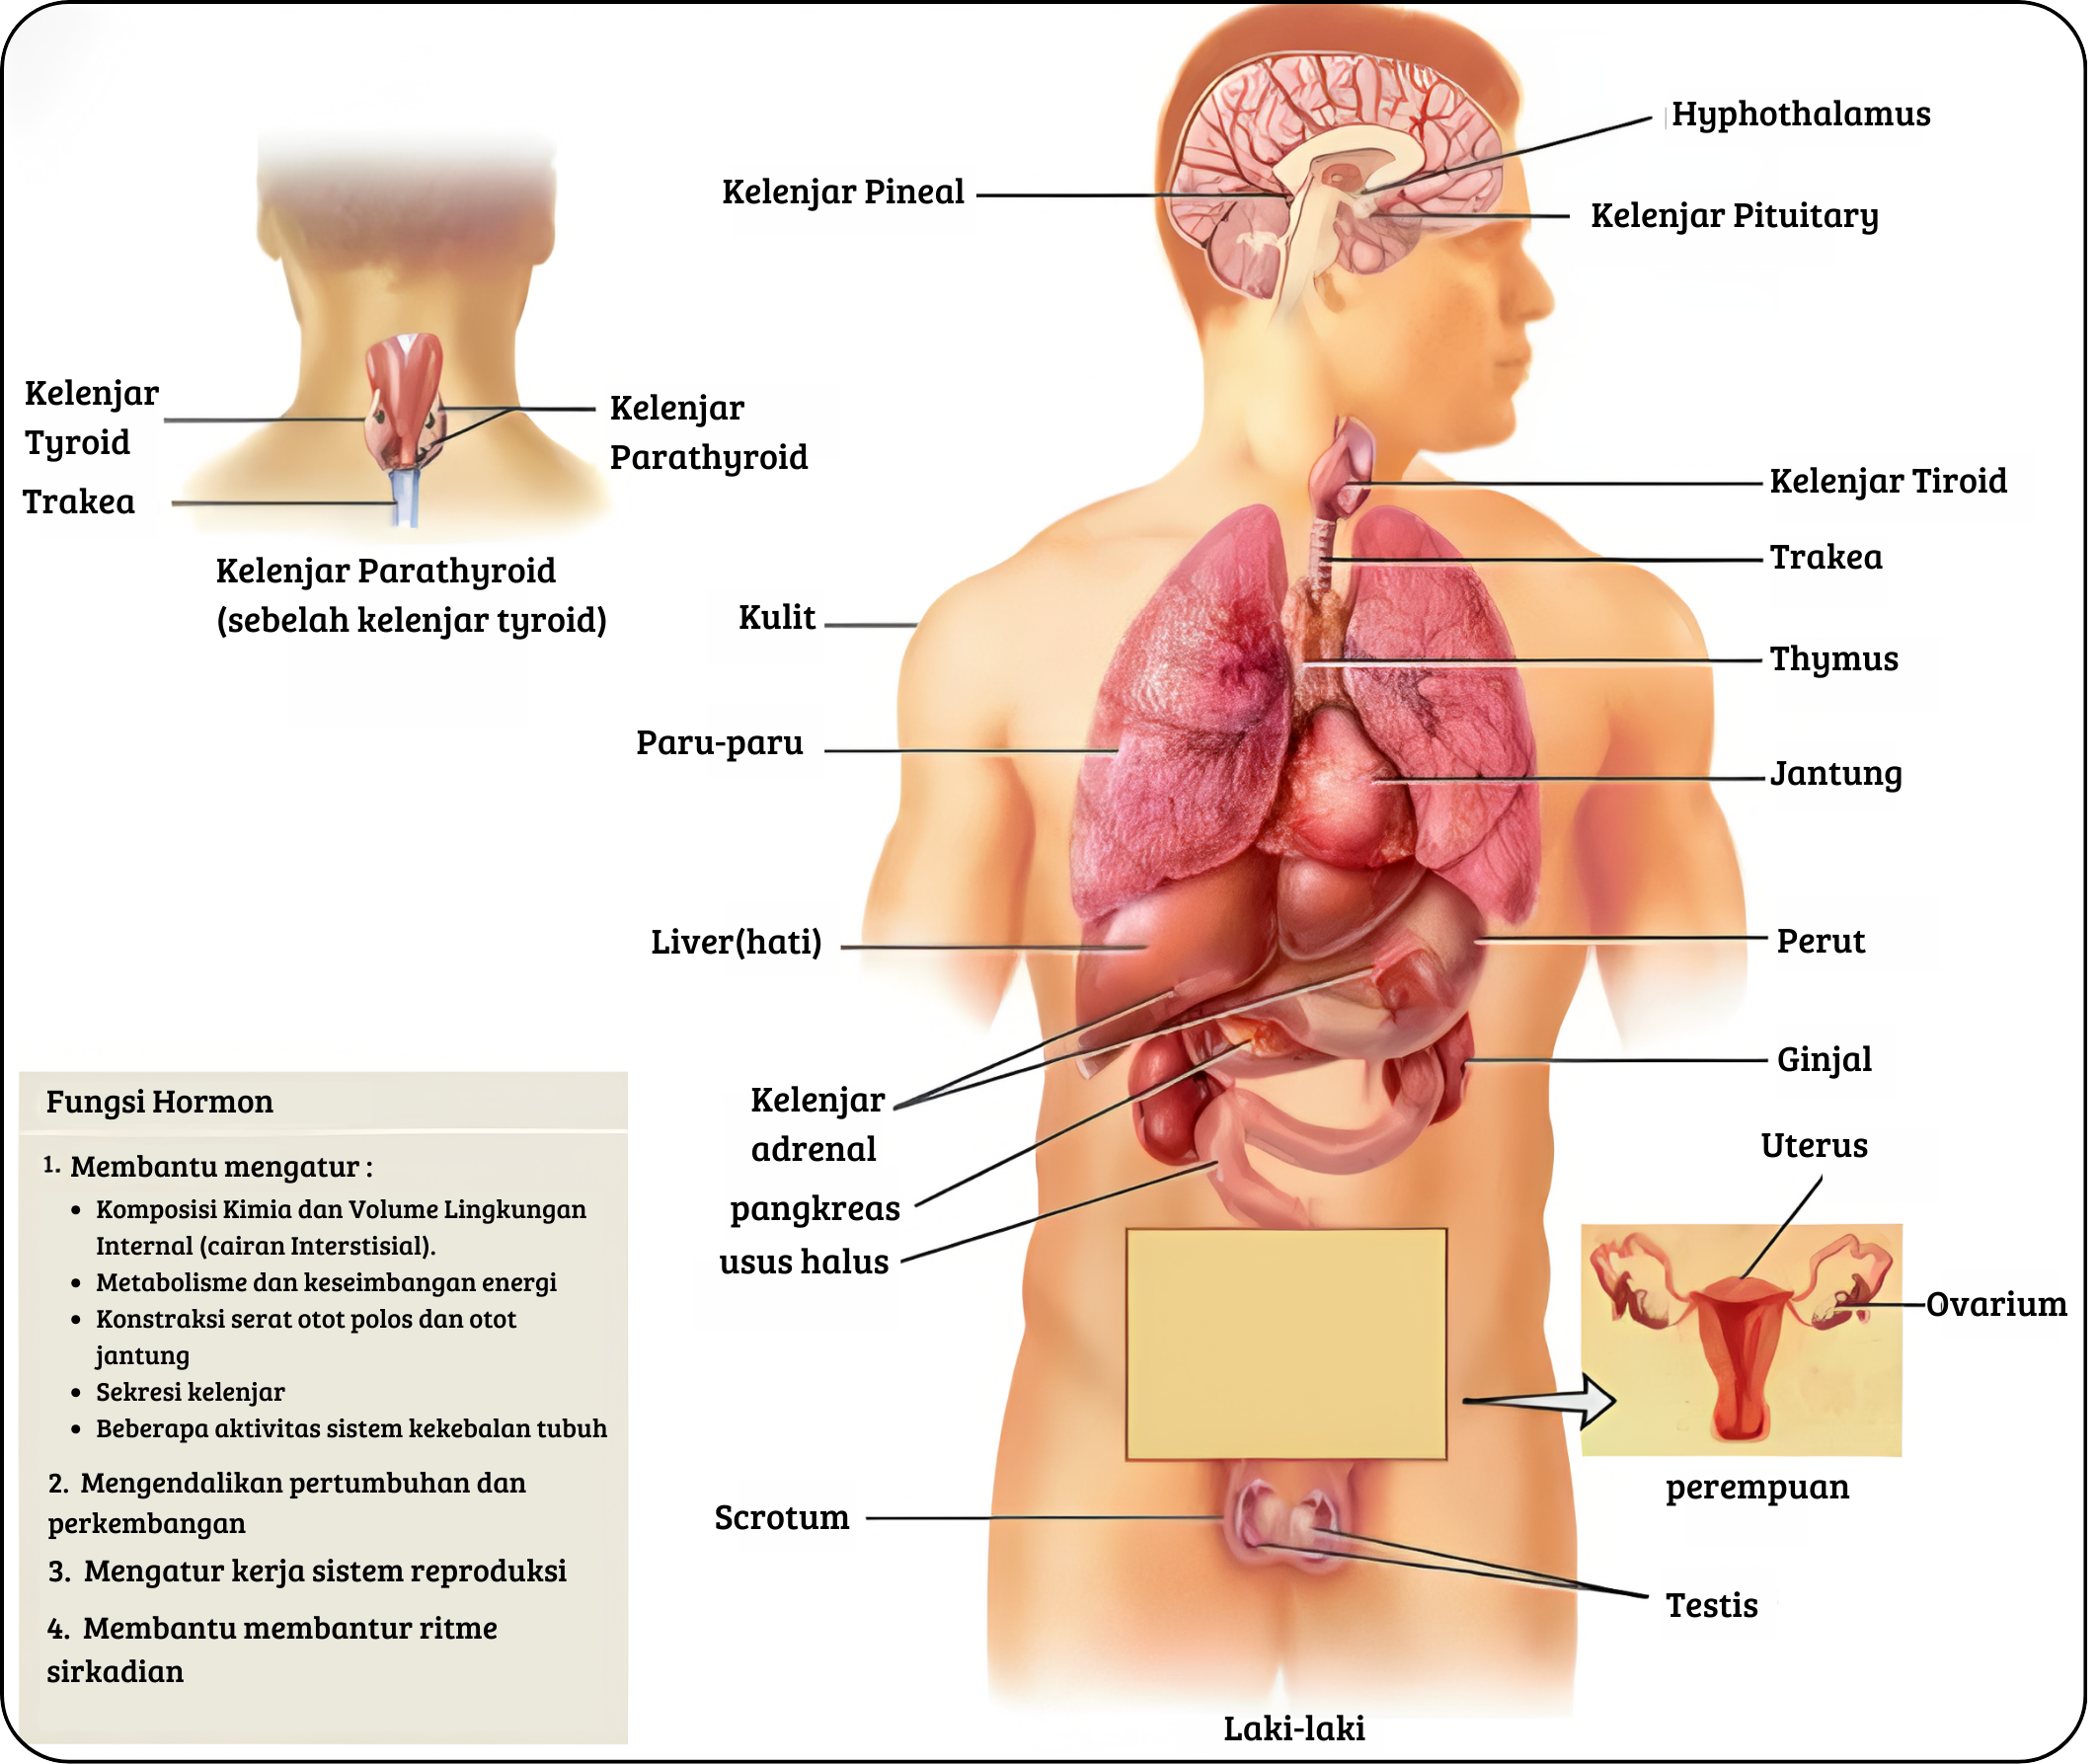 Hyphothalamus
Kelenjar Pineal
Kelenjar Pituitary
Kelenjar
Tyroid
Trakea
Kelenjar
Parathyroid
Kelenjar Parathyroid
(sebelah kelenjar tyroid)
Kelenjar Tiroid
Trakea
Kulit
Thymus
Paru-paru
Jantung
Liver(hati)
Perut
Ginjal
Kelenjar
adrenal
pangkreas
usus halus
Uterus
Ovarium
perempuan
Scrotum
Testis
Laki-laki
Fungsi Hormon
1. Membantu mengatur :
• Komposisi Kimia dan Volume Lingkungan
Internal (cairan Interstisial).
• Metabolisme dan keseimbangan energi
• Konstraksi serat otot polos dan otot
jantung
• Sekresi kelenjar
• Beberapa aktivitas sistem kekebalan tubuh
2. Mengendalikan pertumbuhan dan
perkembangan
3. Mengatur kerja sistem reproduksi
4. Membantu membantur ritme
sirkadian